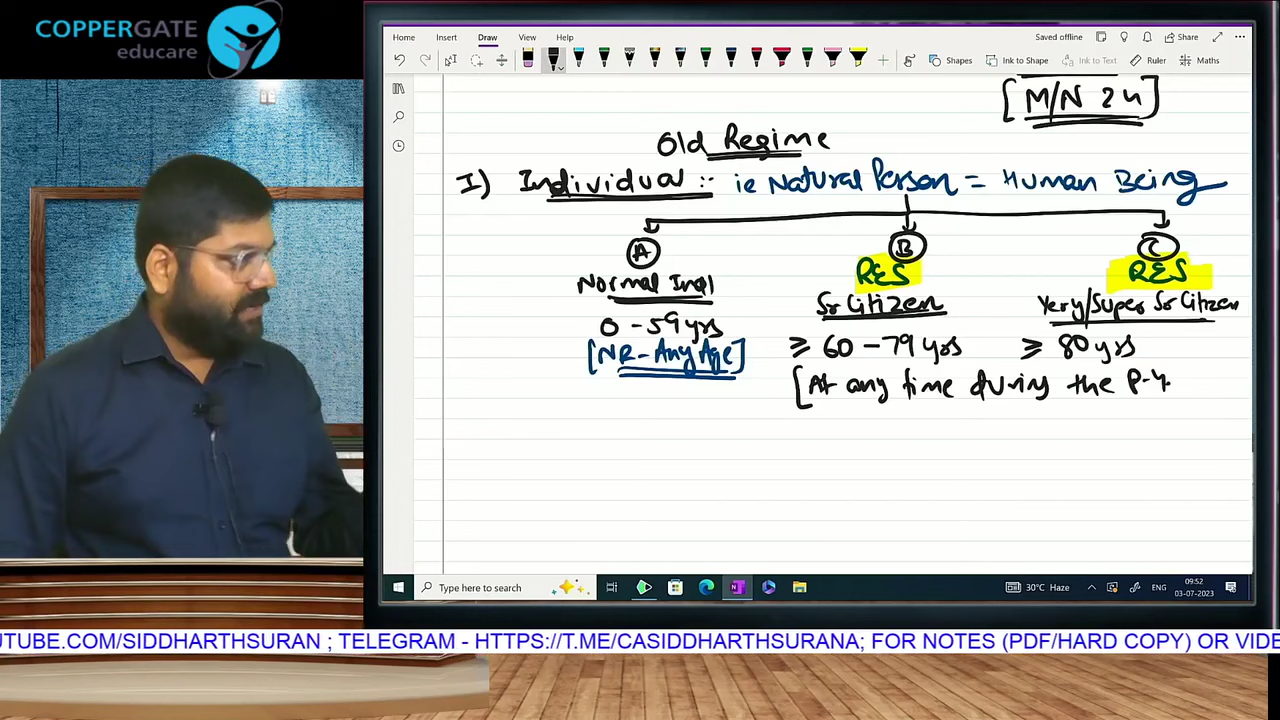 COPPERGATE
educare
Home Insert Draw View Help
Saved offline
Share
Shapes
Ink to Shape
Ink to Text
Ruler
Maths
[M/N 24]
Old Regime
I) Individual :- ie Natural Person = Human Being
A
B
C
RES
RES
Normal Indl
Sr Citizen
Very/Super Sr Citizen
0 - 59 yrs
≥ 60 - 79 yrs
≥ 80 yrs
[NR - Any Age]
[At any time during the P.Y.
Type here to search
30°C Haze
ENG
09:52
03-07-2023
OUTUBE.COM/SIDDHARTHSURAN ; TELEGRAM - HTTPS://T.ME/CASIDDHARTHSURANA; FOR NOTES (PDF/HARD COPY) OR VIDE